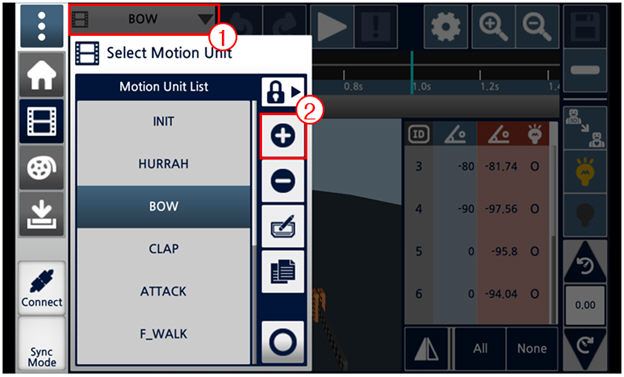 BOW
1
Select Motion Unit
Motion Unit List
2
INIT
HURRAH
BOW
CLAP
ATTACK
F_WALK
Connect
Sync
Mode
0.8s
1.0s
1.2s
1.4
ID
3 -80 -81.74 O
4 -90 -97.56 O
5 0 -95.8 O
6 0 -94.04 O
All
None
0.00